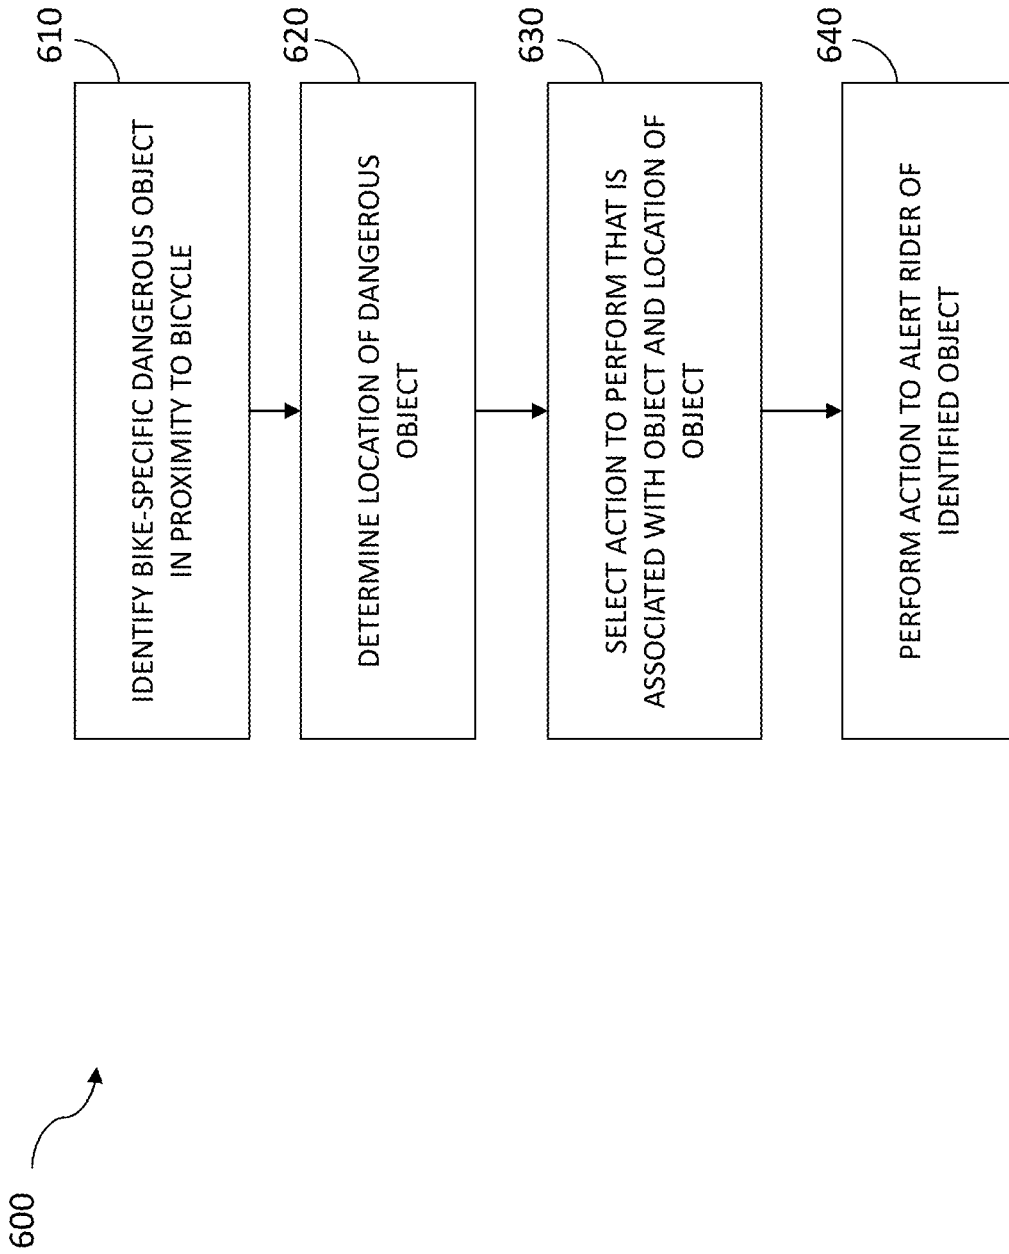 600
610
IDENTIFY BIKE-SPECIFIC DANGEROUS OBJECT
IN PROXIMITY TO BICYCLE
620
DETERMINE LOCATION OF DANGEROUS
OBJECT
630
SELECT ACTION TO PERFORM THAT IS
ASSOCIATED WITH OBJECT AND LOCATION OF
OBJECT
640
PERFORM ACTION TO ALERT RIDER OF
IDENTIFIED OBJECT